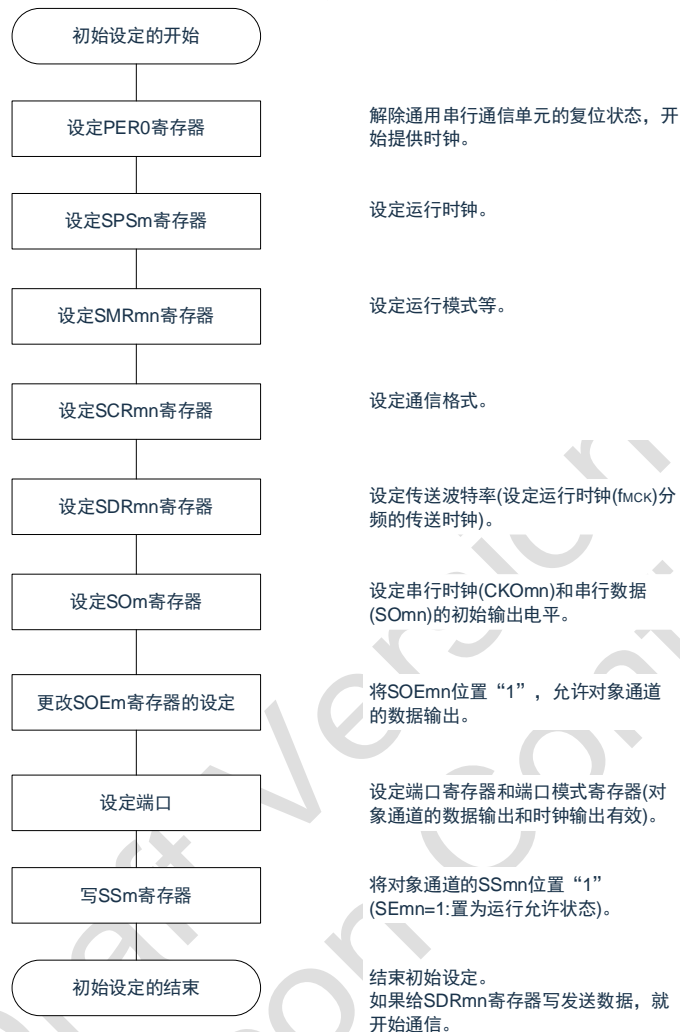 初始设定的开始
设定PER0寄存器
解除通用串行通信单元的复位状态，开
始提供时钟。
设定SPSm寄存器
设定运行时钟。
设定SMRmn寄存器
设定运行模式等。
设定SCRmn寄存器
设定通信格式。
设定SDRmn寄存器
设定传送波特率(设定运行时钟(fMCK)分
频的传送时钟)。
设定SOm寄存器
设定串行时钟(CKOmn)和串行数据
(SOmn)的初始输出电平。
更改SOEm寄存器的设定
将SOEmn位置“1”，允许对象通道
的数据输出。
设定端口
设定端口寄存器和端口模式寄存器(对
象通道的数据输出和时钟输出有效)。
写SSm寄存器
将对象通道的SSmn位置“1”
(SEmn=1:置为运行允许状态)。
初始设定的结束
结束初始设定。
如果给SDRmn寄存器写发送数据，就
开始通信。